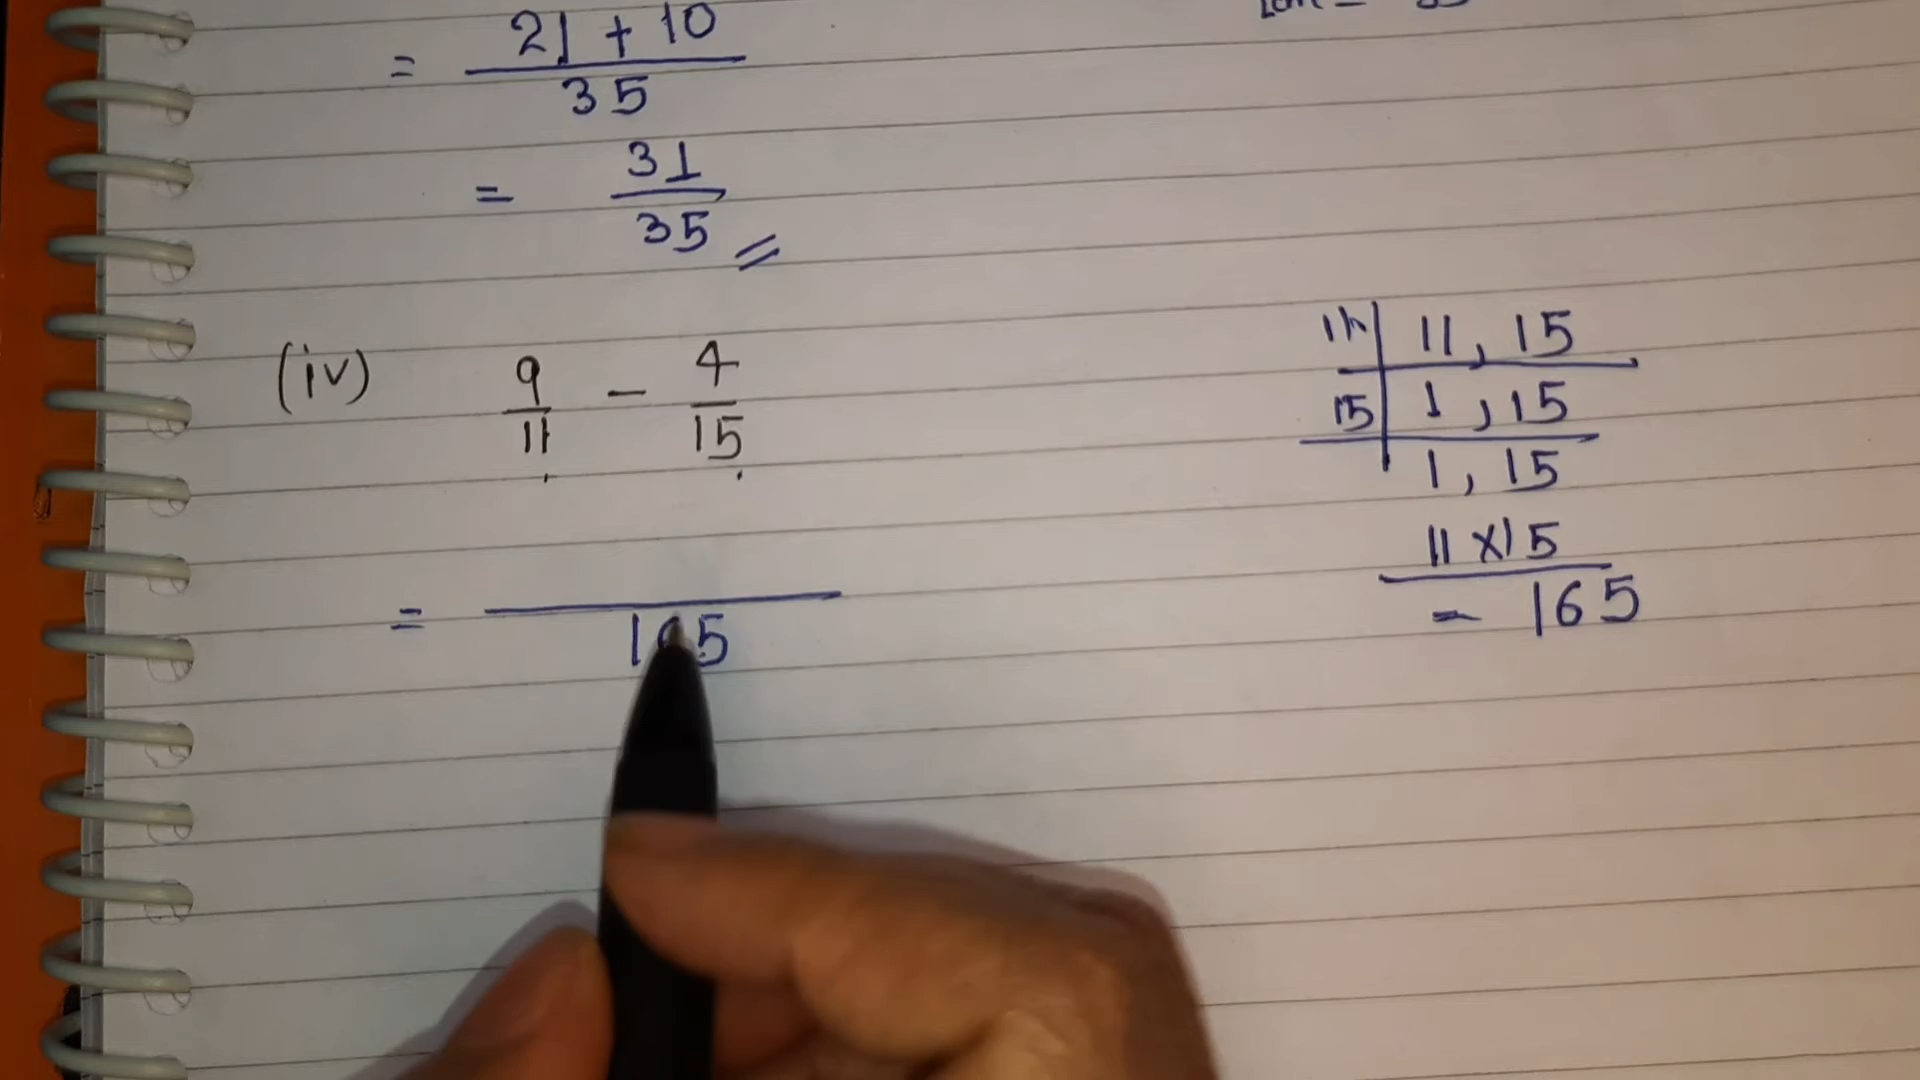 = 21 + 10 / 35
= 31 / 35
(iv) 9/11 - 4/15
= 165
11 | 11, 15
15 | 1, 15
1, 15
11 x 15
= 165